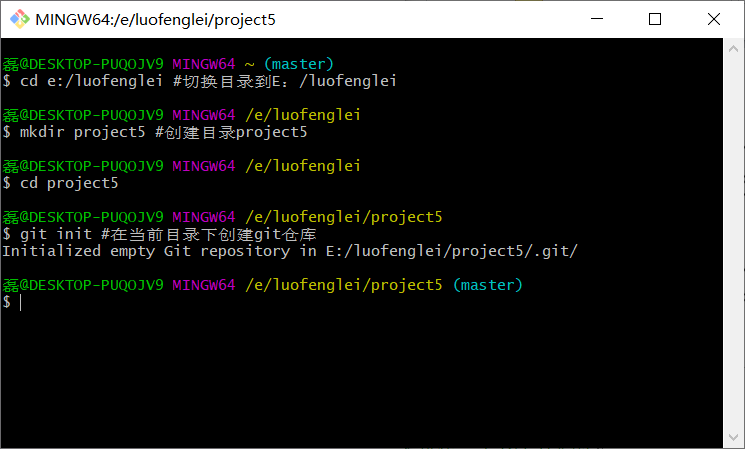 MINGW64:/e/luofenglei/project5
磊@DESKTOP-PUQOJV9 MINGW64 ~ (master)
$ cd e:/luofenglei #切换目录到E：/luofenglei
磊@DESKTOP-PUQOJV9 MINGW64 /e/luofenglei
$ mkdir project5 #创建目录project5
磊@DESKTOP-PUQOJV9 MINGW64 /e/luofenglei
$ cd project5
磊@DESKTOP-PUQOJV9 MINGW64 /e/luofenglei/project5
$ git init #在当前目录下创建git仓库
Initialized empty Git repository in E:/luofenglei/project5/.git/
磊@DESKTOP-PUQOJV9 MINGW64 /e/luofenglei/project5 (master)
$